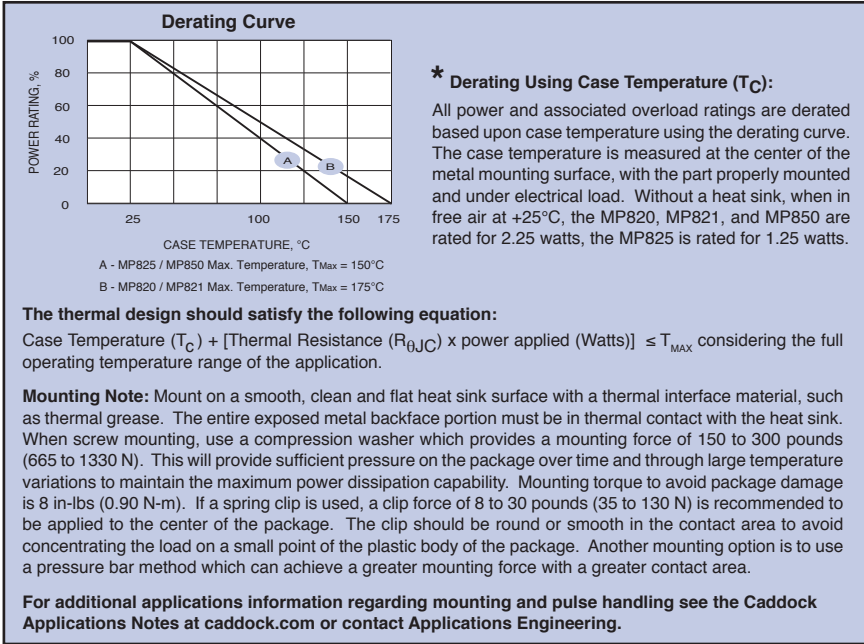 Derating Curve
100
80
60
40
20
0
POWER RATING, %
A
B
25
100
150
175
CASE TEMPERATURE, °C
A - MP825 / MP850 Max. Temperature, TMax = 150°C
B - MP820 / MP821 Max. Temperature, TMax = 175°C
* Derating Using Case Temperature (TC):
All power and associated overload ratings are derated
based upon case temperature using the derating curve.
The case temperature is measured at the center of the
metal mounting surface, with the part properly mounted
and under electrical load. Without a heat sink, when in
free air at +25°C, the MP820, MP821, and MP850 are
rated for 2.25 watts, the MP825 is rated for 1.25 watts.
The thermal design should satisfy the following equation:
Case Temperature (TC) + [Thermal Resistance (RθJC) x power applied (Watts)] ≤ TMAX considering the full
operating temperature range of the application.
Mounting Note: Mount on a smooth, clean and flat heat sink surface with a thermal interface material, such
as thermal grease. The entire exposed metal backface portion must be in thermal contact with the heat sink.
When screw mounting, use a compression washer which provides a mounting force of 150 to 300 pounds
(665 to 1330 N). This will provide sufficient pressure on the package over time and through large temperature
variations to maintain the maximum power dissipation capability. Mounting torque to avoid package damage
is 8 in-lbs (0.90 N-m). If a spring clip is used, a clip force of 8 to 30 pounds (35 to 130 N) is recommended to
be applied to the center of the package. The clip should be round or smooth in the contact area to avoid
concentrating the load on a small point of the plastic body of the package. Another mounting option is to use
a pressure bar method which can achieve a greater mounting force with a greater contact area.
For additional applications information regarding mounting and pulse handling see the Caddock
Applications Notes at caddock.com or contact Applications Engineering.